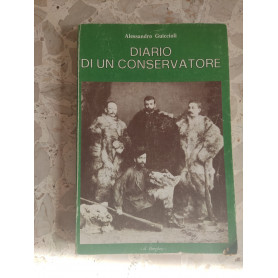 Alessandro Guiccioli
DIARIO
DI UN CONSERVATORE